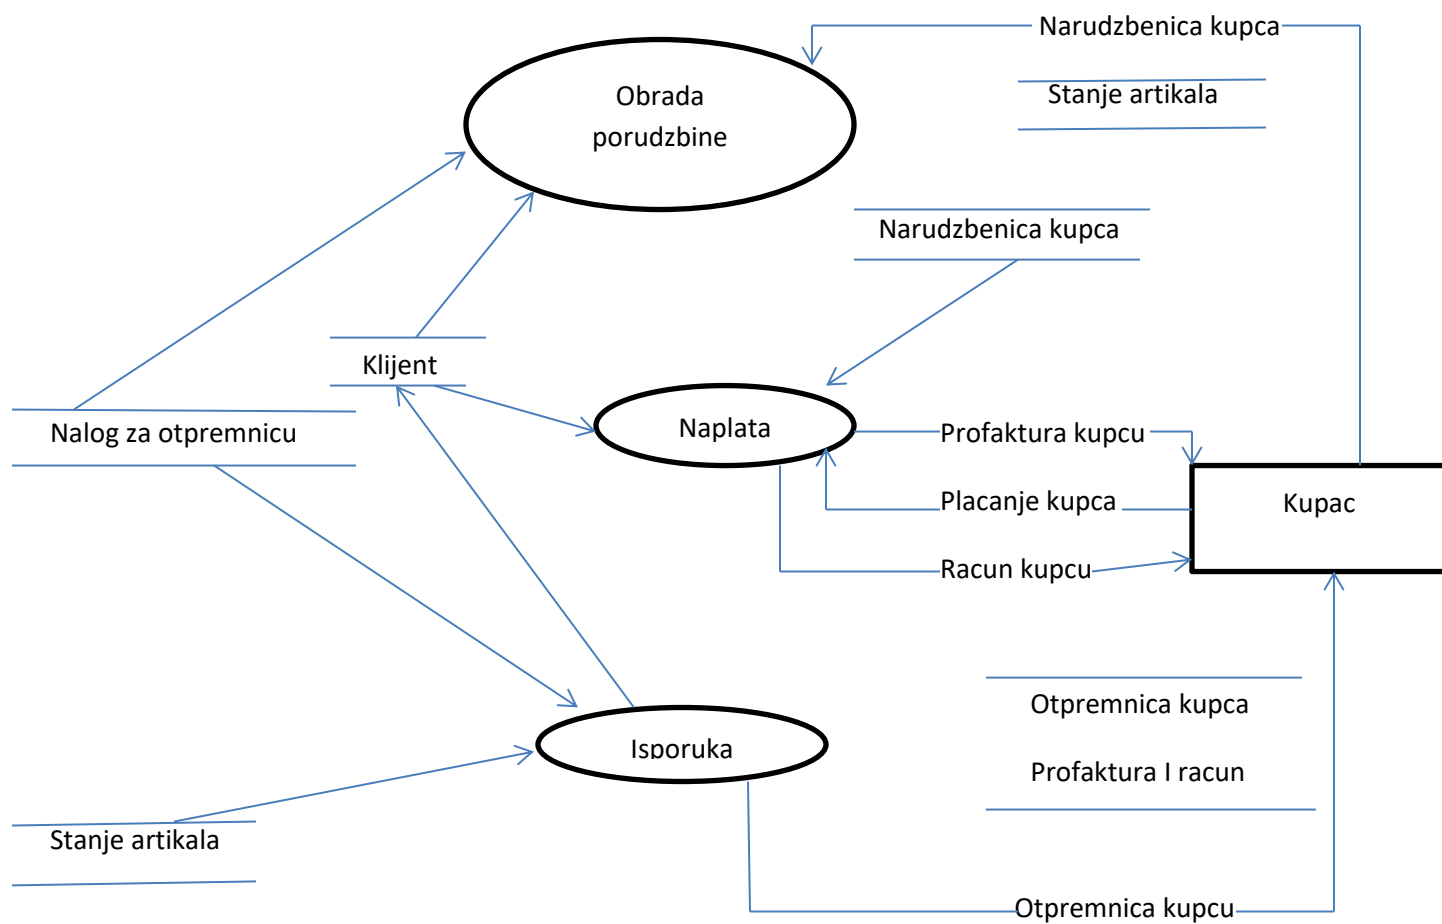 Narudzbenica kupca
Obrada
porudzbine
Stanje artikala
Narudzbenica kupca
Klijent
Nalog za otpremnicu
Naplata
Profaktura kupcu
Placanje kupca
Kupac
Racun kupcu
Otpremnica kupca
Isporuka
Profaktura I racun
Stanje artikala
Otpremnica kupcu